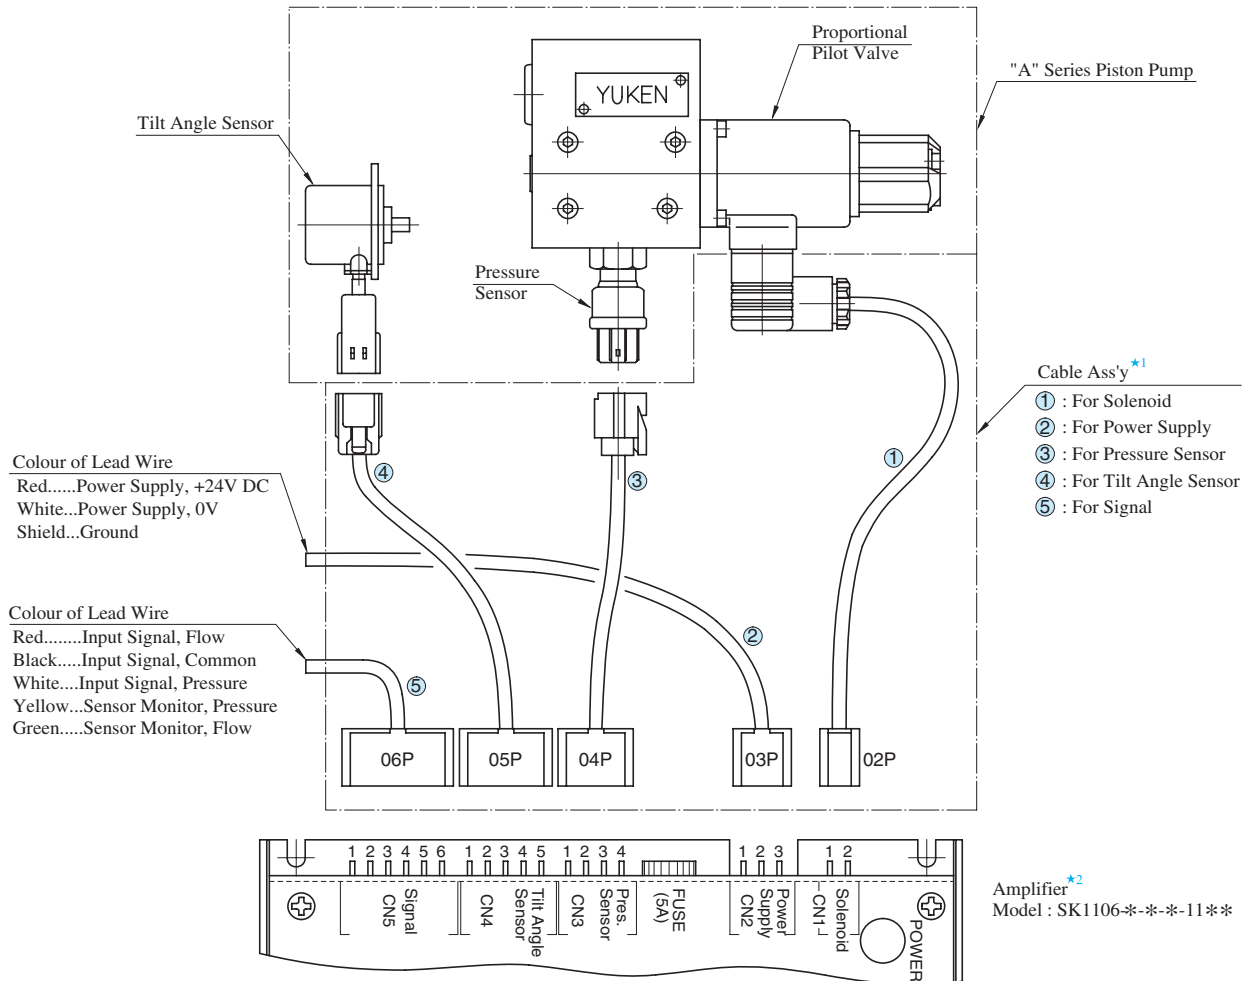 Proportional
Pilot Valve
"A" Series Piston Pump
YUKEN
Tilt Angle Sensor
Pressure
Sensor
Cable Ass'y ★1
① : For Solenoid
② : For Power Supply
③ : For Pressure Sensor
④ : For Tilt Angle Sensor
⑤ : For Signal
①
④
③
Colour of Lead Wire
Red......Power Supply, +24V DC
White...Power Supply, 0V
Shield...Ground
Colour of Lead Wire
Red........Input Signal, Flow
Black.....Input Signal, Common
White....Input Signal, Pressure
Yellow...Sensor Monitor, Pressure
Green.....Sensor Monitor, Flow
②
⑤
06P
05P
04P
03P
02P
1 2 3 4 5 6
1 2 3 4 5
1 2 3 4
1 2 3
1 2
Signal
CN5
Tilt Angle
Sensor
CN4
Pres.
Sensor
CN3
FUSE
(5A)
Power
Supply
CN2
Solenoid
CN1
POWER
Amplifier ★2
Model : SK1106-*-*-*-11**